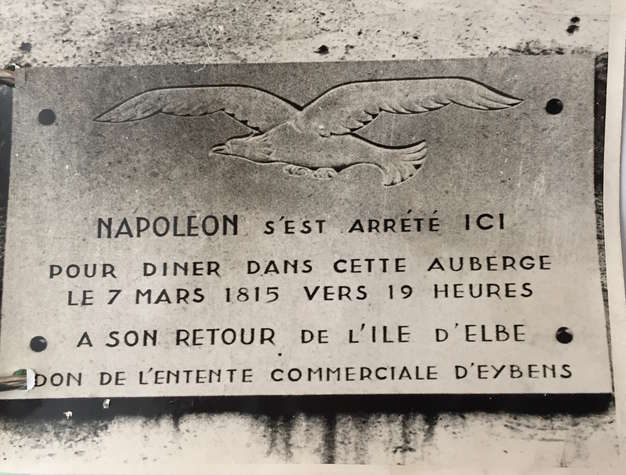 NAPOLEON S'EST ARRÉTÉ ICI
POUR DINER DANS CETTE AUBERGE
LE 7 MARS 1815 VERS 19 HEURES
A SON RETOUR DE L'ILE D'ELBE
DON DE L'ENTENTE COMMERCIALE D'EYBENS